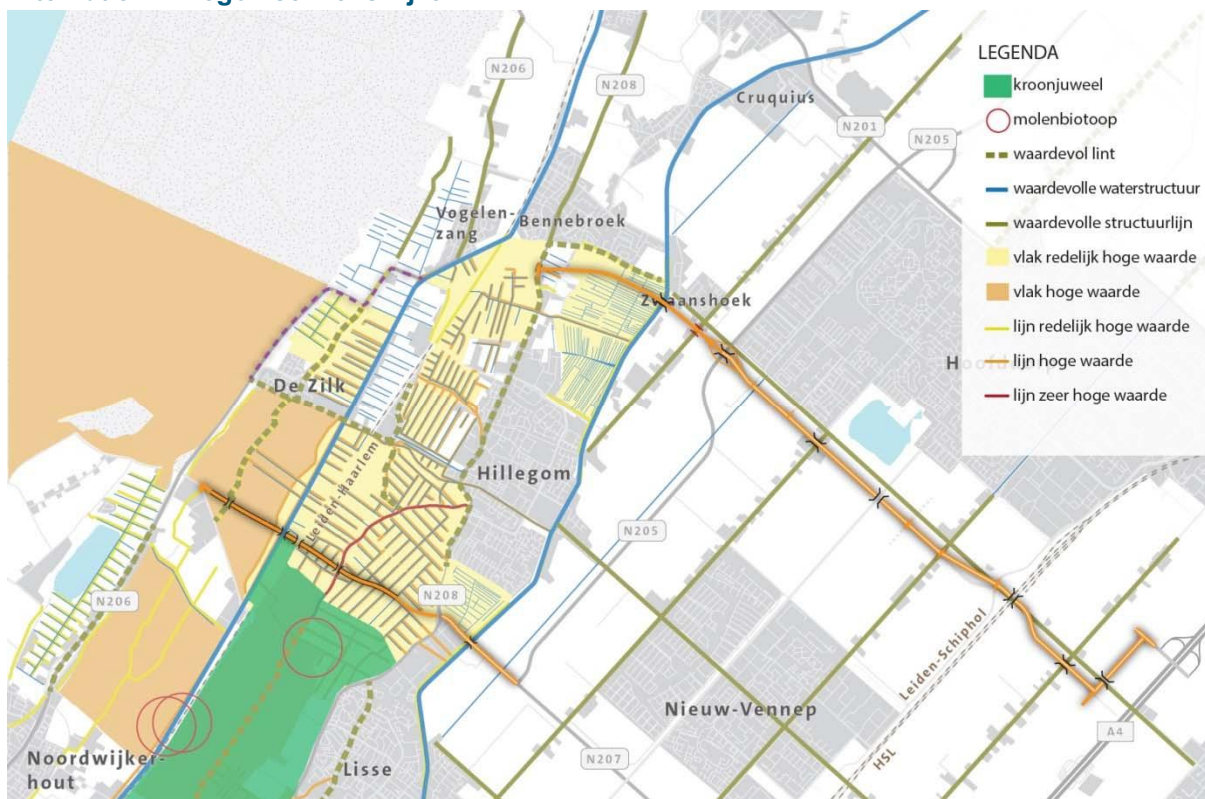 LEGENDA
kroonjuweel
molenbiotoop
waardevol lint
waardevolle waterstructuur
waardevolle structuurlijn
vlak redelijk hoge waarde
vlak hoge waarde
lijn redelijk hoge waarde
lijn hoge waarde
lijn zeer hoge waarde
N206
N208
Cruquius
N201
N205
Vogelen-
zang
Bennebroek
Zwaanshoek
De Zilk
Leiden-Haarlem
Hillegom
N205
N206
N208
Leiden-Schiphol
HSL
Nieuw-Vennep
A4
Noordwijker-
hout
Lisse
N207